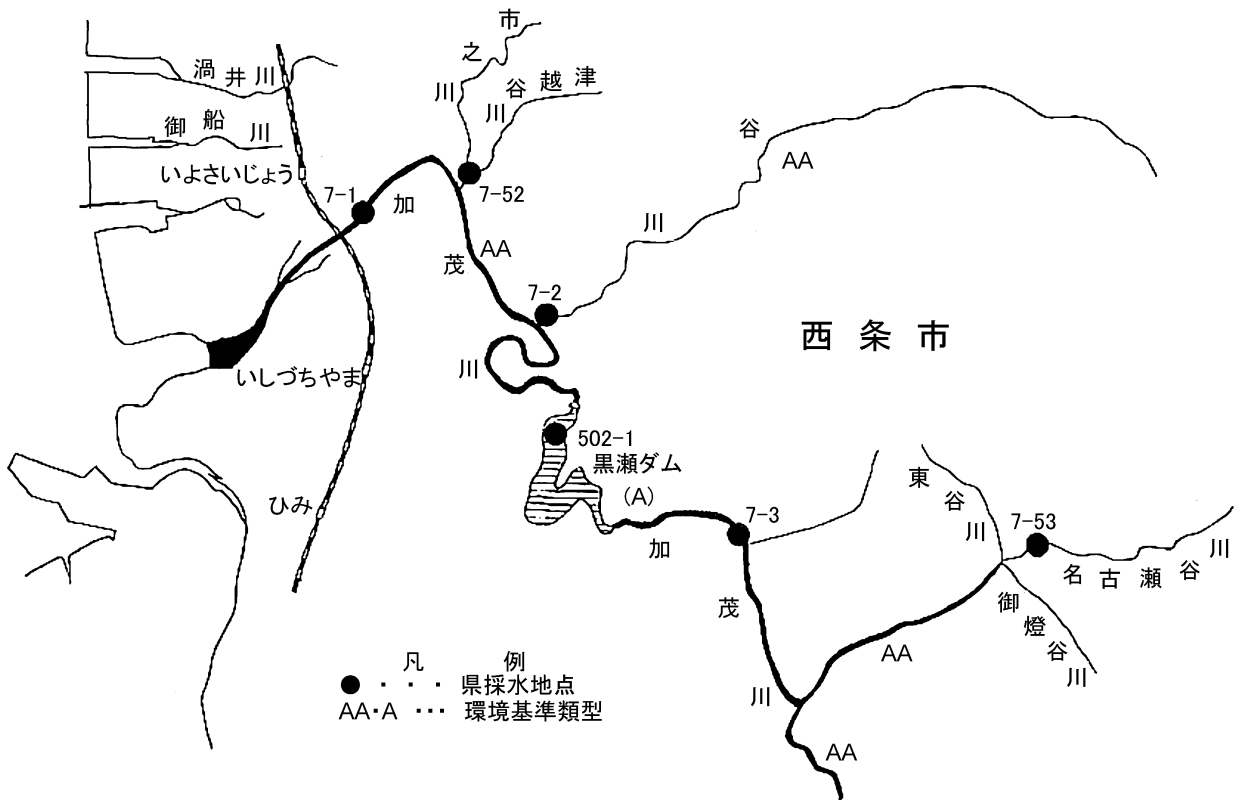 市之川
渦井川
谷越津川
御船川
谷川
AA
いよさいじょう
7-1
加茂川
7-52
AA
7-2
西条市
いしづちやま
502-1
黒瀬ダム
(A)
ひみ
7-3
加茂川
東谷川
7-53
名古瀬谷川
御燈谷川
AA
AA
凡例
●・・・県採水地点
AA・A ・・・環境基準類型